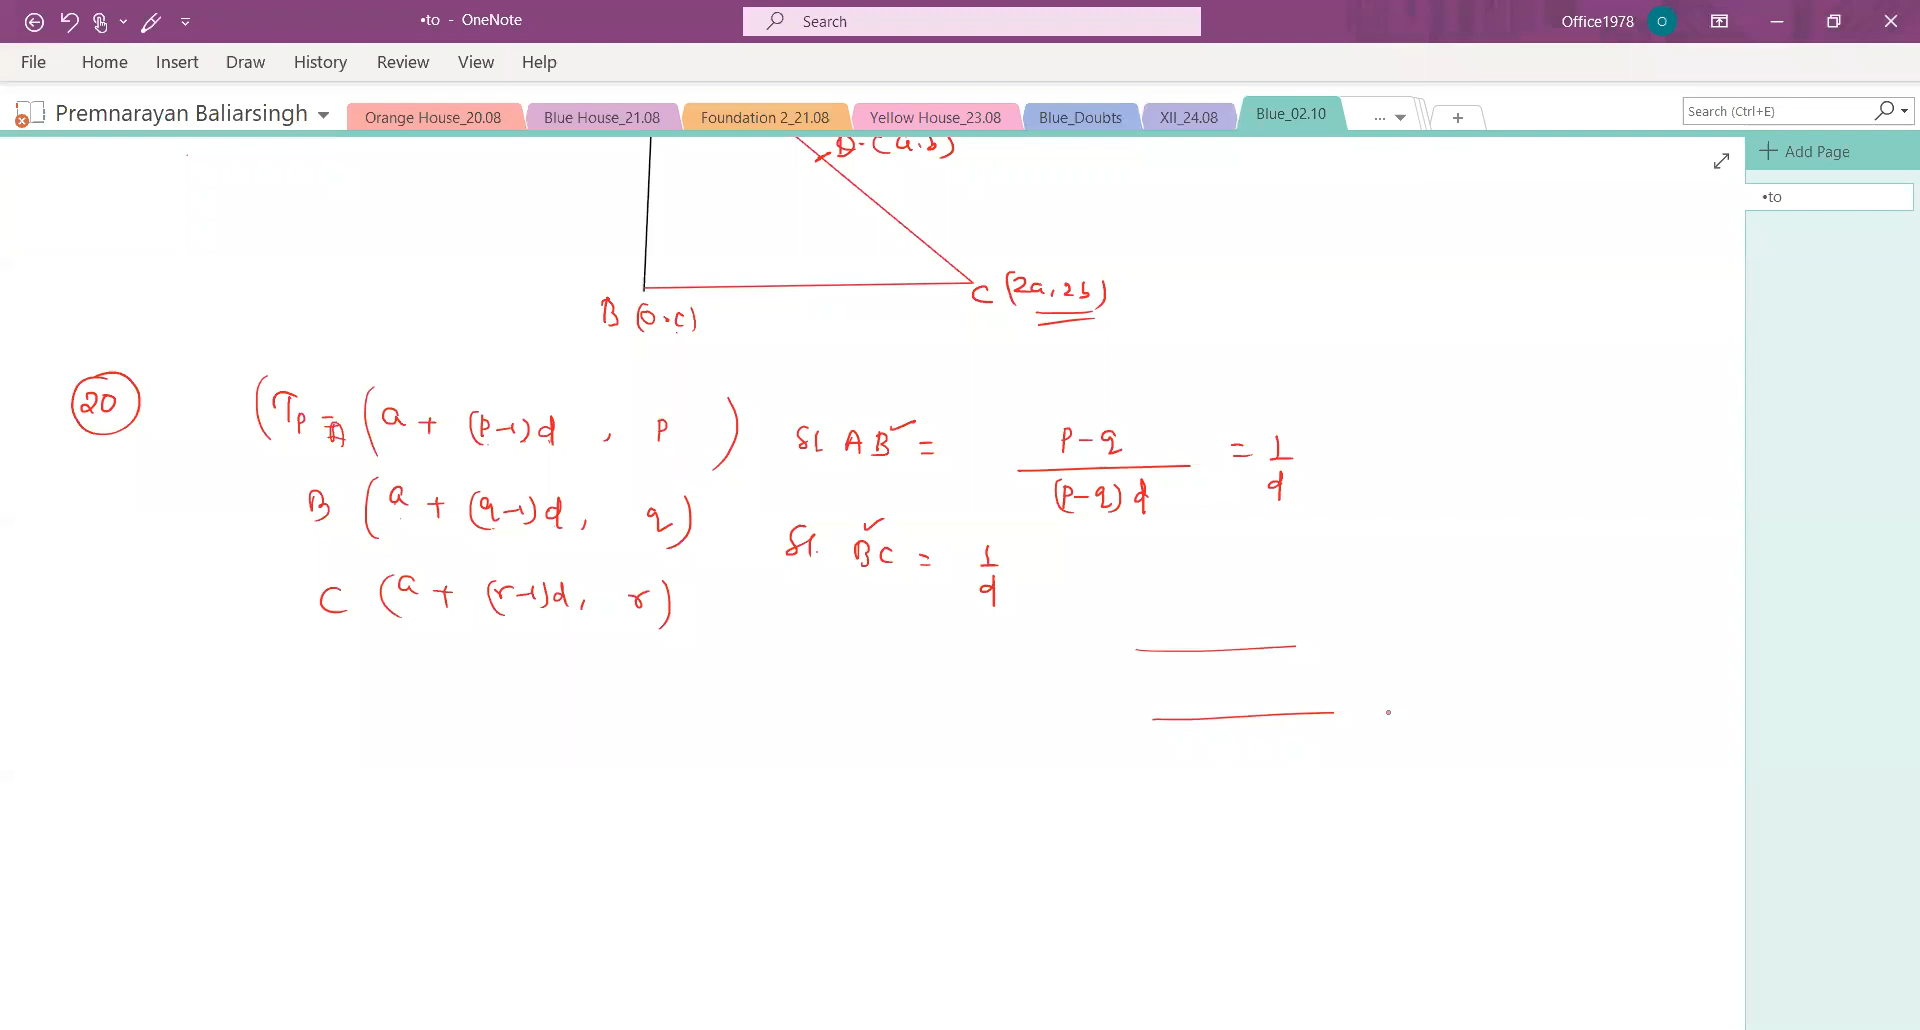 •to - OneNote
Search
Office1978
O
File Home Insert Draw History Review View Help
Premnarayan Baliarsingh
Orange House_20.08
Blue House_21.08
Foundation 2_21.08
Yellow House_23.08
Blue_Doubts
XII_24.08
Blue_02.10
...
+
Search (Ctrl+E)
+ Add Page
•to
D·(a,b)
C (2a, 2b)
B (0·c)
20
(Tp = A (a + (p-1)d , p)
Sl AB = p-q / (p-q)d = 1/d
B (a + (q-1)d, q)
Sl. BC = 1/d
C (a + (r-1)d, r)